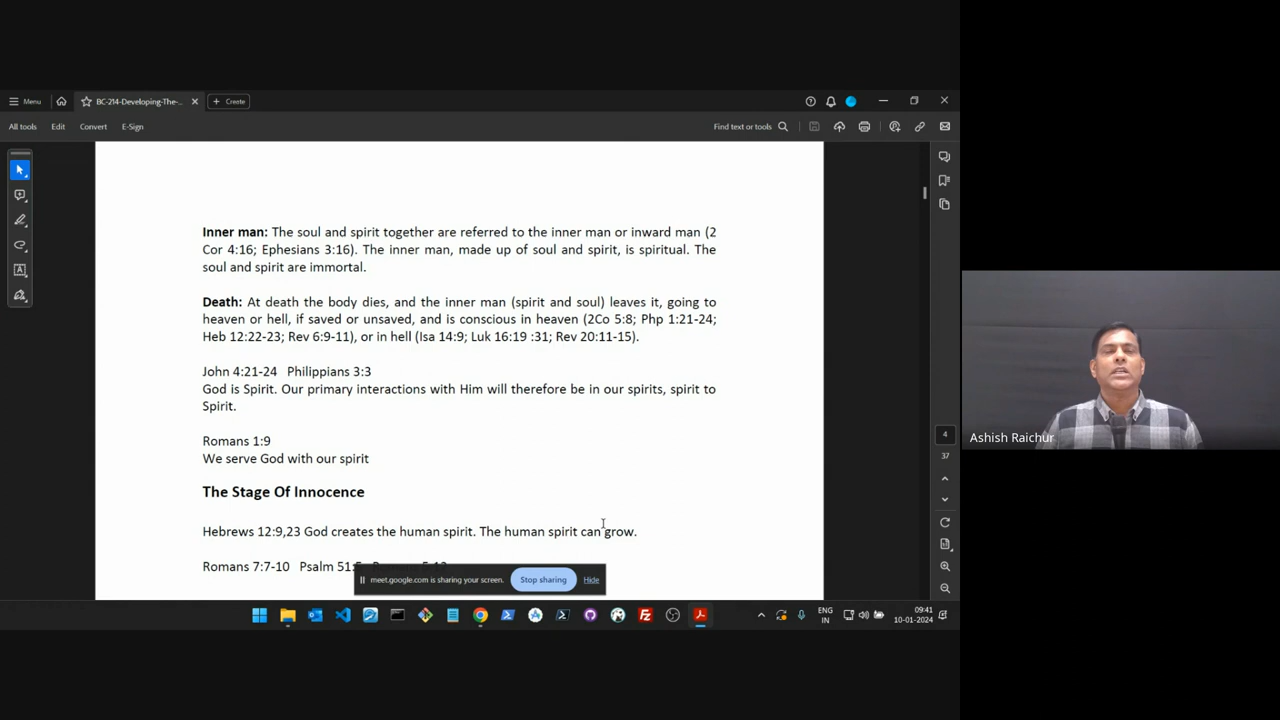 Menu
BC-214-Developing-The-...
Create
All tools
Edit
Convert
E-Sign
Find text or tools
Inner man: The soul and spirit together are referred to the inner man or inward man (2
Cor 4:16; Ephesians 3:16). The inner man, made up of soul and spirit, is spiritual. The
soul and spirit are immortal.
Death: At death the body dies, and the inner man (spirit and soul) leaves it, going to
heaven or hell, if saved or unsaved, and is conscious in heaven (2Co 5:8; Php 1:21-24;
Heb 12:22-23; Rev 6:9-11), or in hell (Isa 14:9; Luk 16:19 :31; Rev 20:11-15).
John 4:21-24 Philippians 3:3
God is Spirit. Our primary interactions with Him will therefore be in our spirits, spirit to
Spirit.
Romans 1:9
We serve God with our spirit
The Stage Of Innocence
Hebrews 12:9,23 God creates the human spirit. The human spirit can grow.
Romans 7:7-10 Psalm 51:5
4
37
meet.google.com is sharing your screen.
Stop sharing
Hide
Ashish Raichur
ENG
IN
09:41
10-01-2024